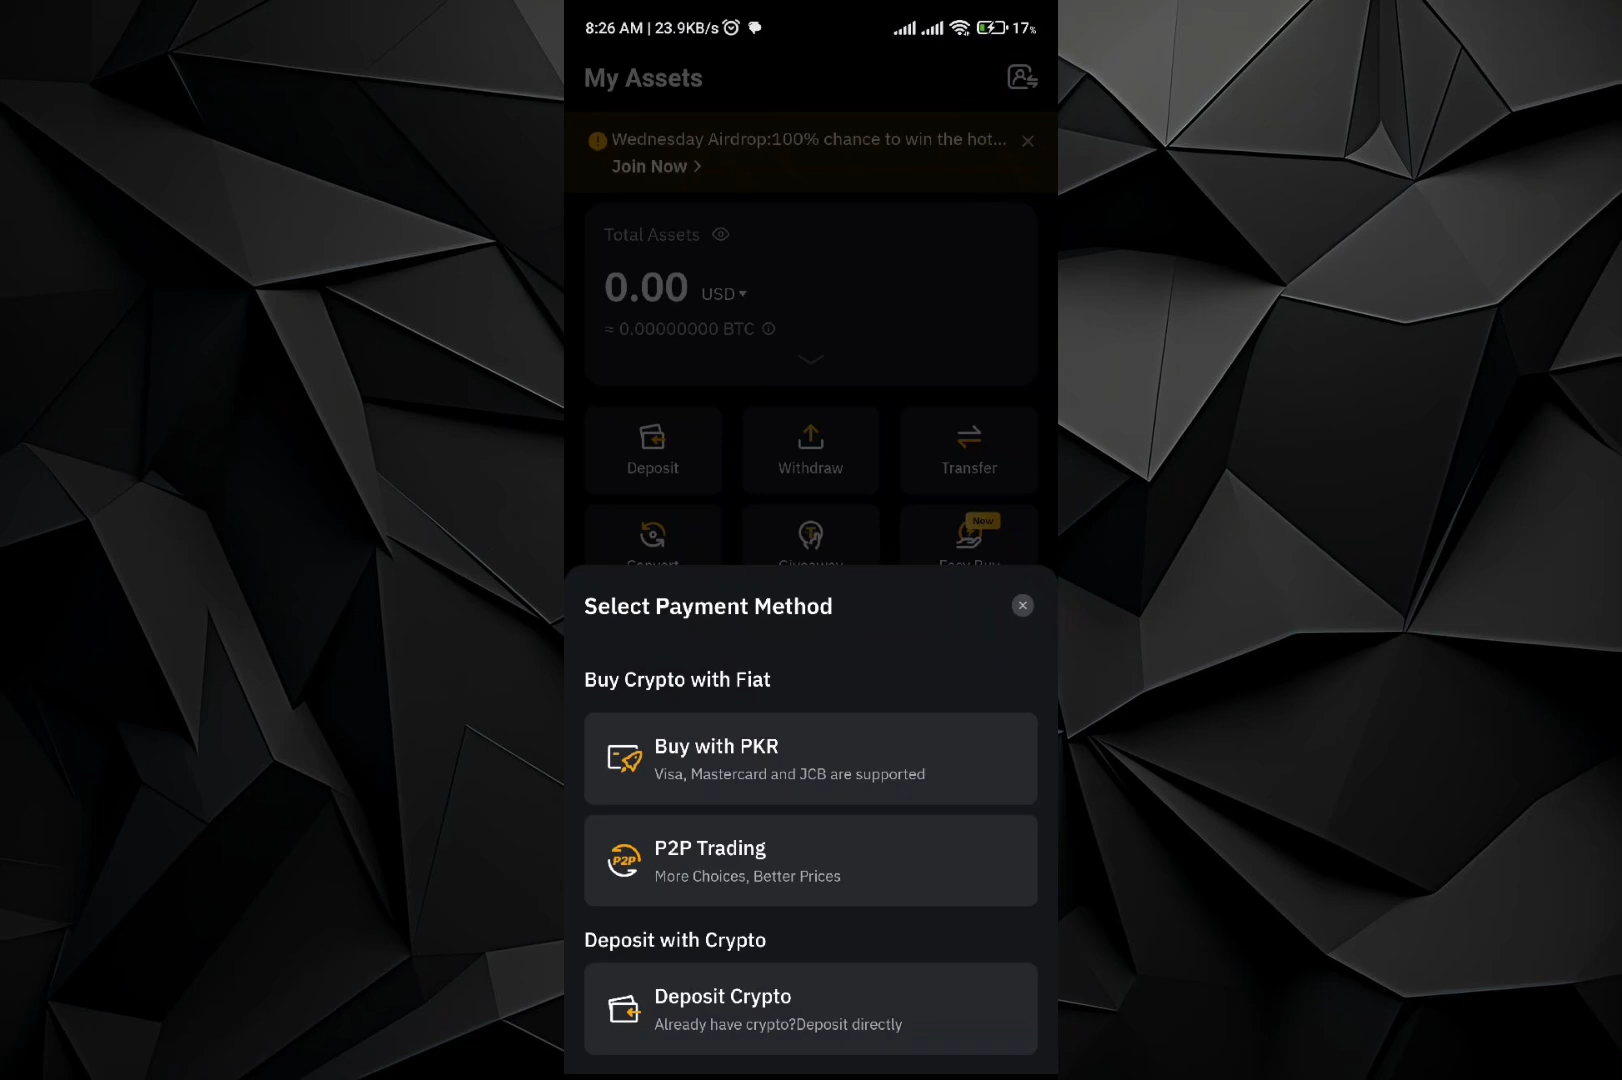 8:26 AM | 23.9KB/s 17%
My Assets
Wednesday Airdrop:100% chance to win the hot...
Join Now >
Total Assets
0.00 USD
≈ 0.00000000 BTC
Deposit Withdraw Transfer
New
Convert Giveaway Easy Buy
Select Payment Method
Buy Crypto with Fiat
Buy with PKR
Visa, Mastercard and JCB are supported
P2P
P2P Trading
More Choices, Better Prices
Deposit with Crypto
Deposit Crypto
Already have crypto?Deposit directly